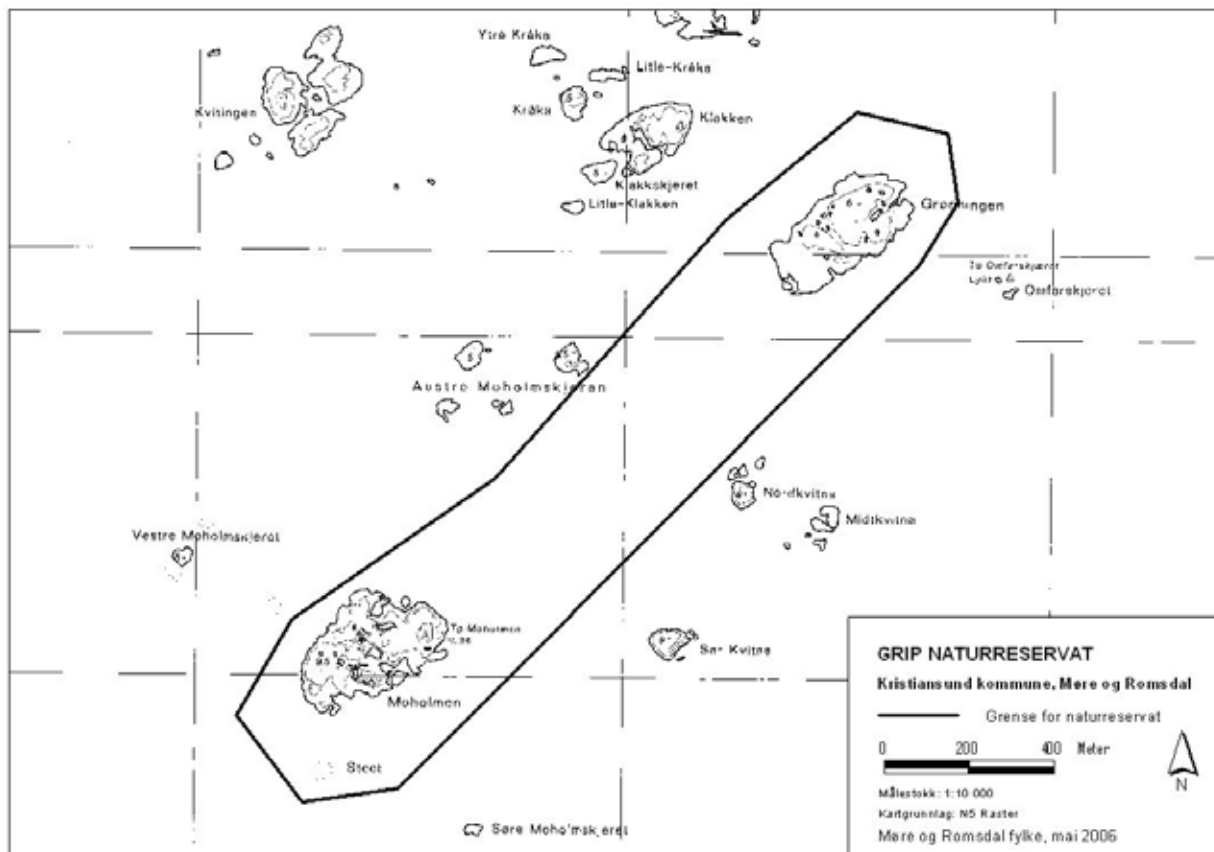 Ytre Kråka
Litle-Kråka
Kvitingen
Kråka
Klakken
Klakkskjeret
Litle-Klakken
Grønningen
Omfarskjeret
Austre Moholmskjeran
Nordkvitna
Midtkvitna
Vestre Moholmskjeret
Sør Kvitna
Moholmen
Steet
Søre Moholmskjeret
GRIP NATURRESERVAT
Kristiansund kommune, Møre og Romsdal
Grense for naturreservat
0 200 400 Meter
N
Målestokk: 1:10 000
Kartgrunnlag: N5 Raster
Møre og Romsdal fylke, mai 2006